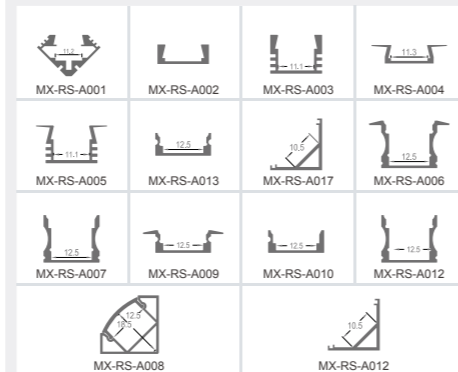 11.2
MX-RS-A001
MX-RS-A002
11.1
MX-RS-A003
11.3
MX-RS-A004
11.1
MX-RS-A005
12.5
MX-RS-A013
10.5
MX-RS-A017
12.5
MX-RS-A006
12.5
MX-RS-A007
12.5
MX-RS-A009
12.5
MX-RS-A010
12.5
MX-RS-A012
12.5
18.5
MX-RS-A008
10.5
MX-RS-A012